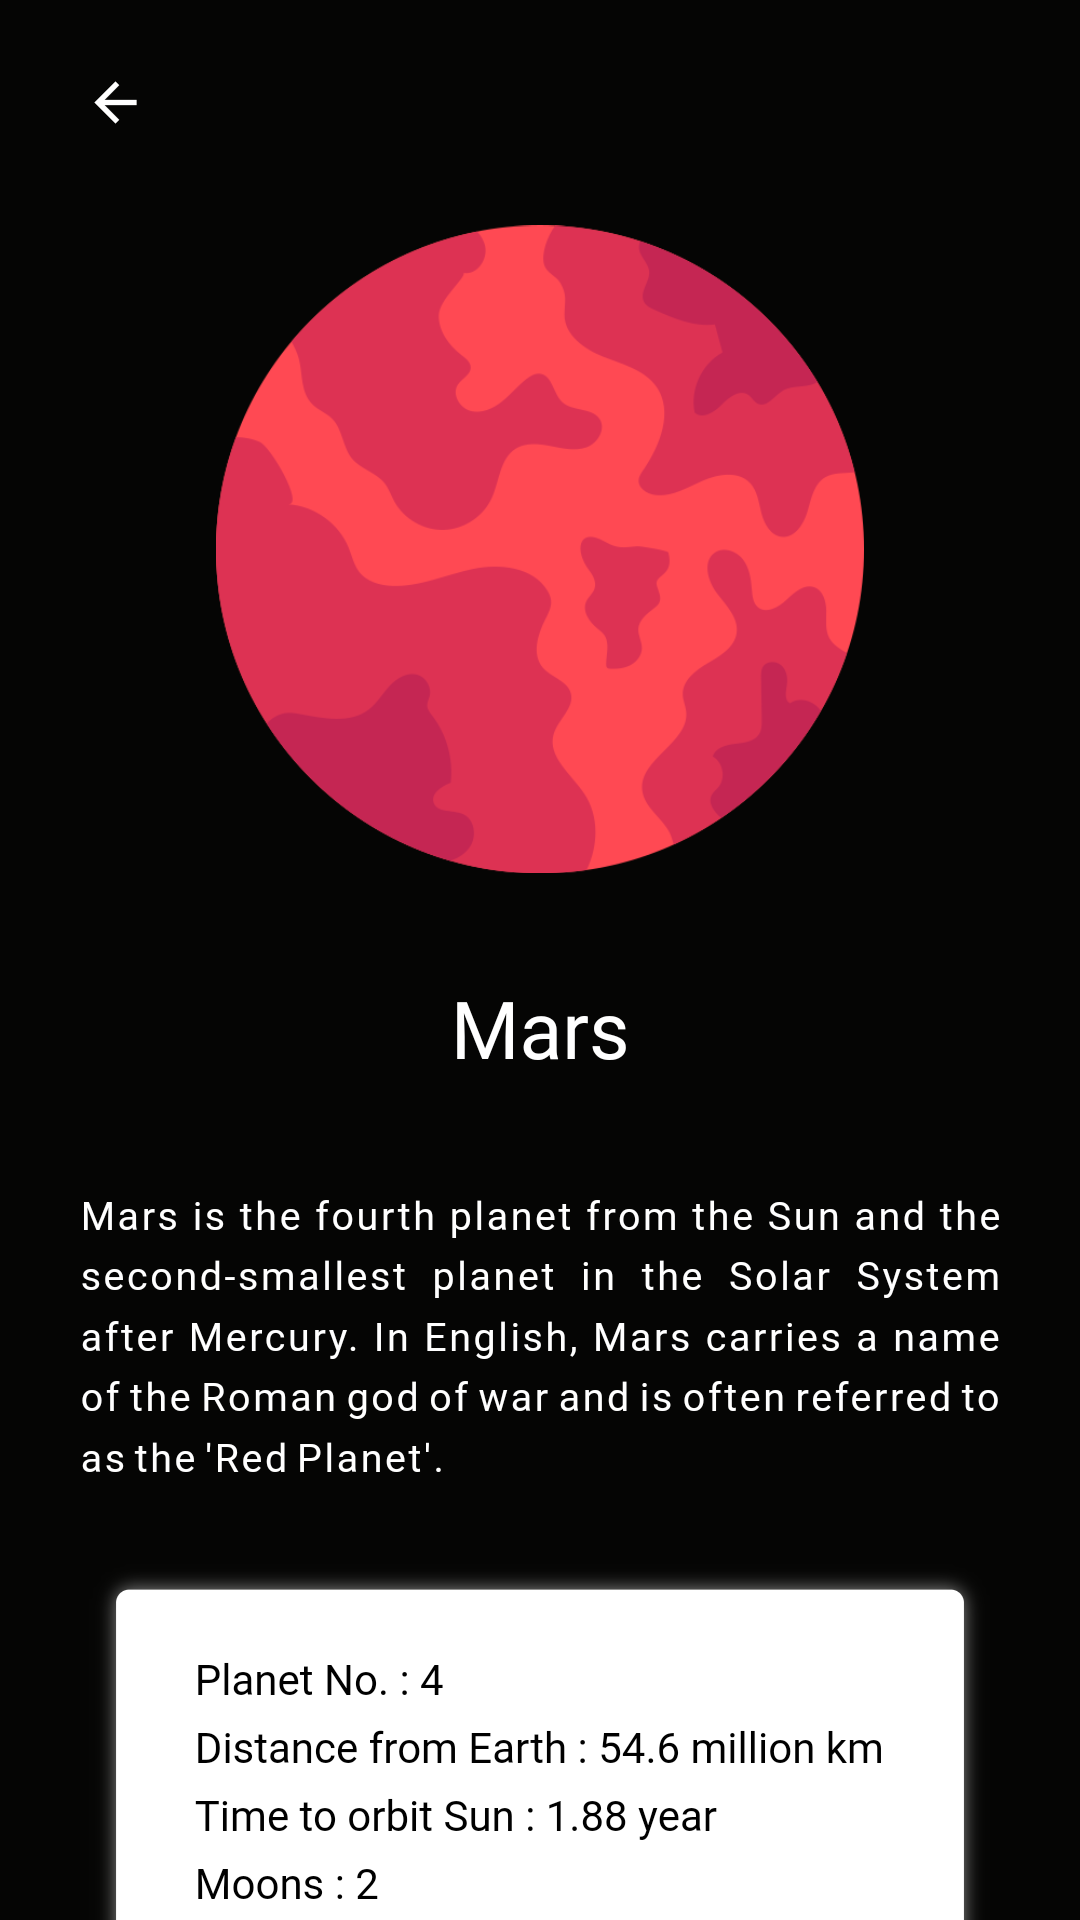 Mars
Mars is the fourth planet from the Sun and the
second-smallest planet in the Solar System
after Mercury. In English, Mars carries a name
of the Roman god of war and is often referred to
as the 'Red Planet'.
Planet No. : 4
Distance from Earth : 54.6 million km
Time to orbit Sun : 1.88 year
Moons : 2